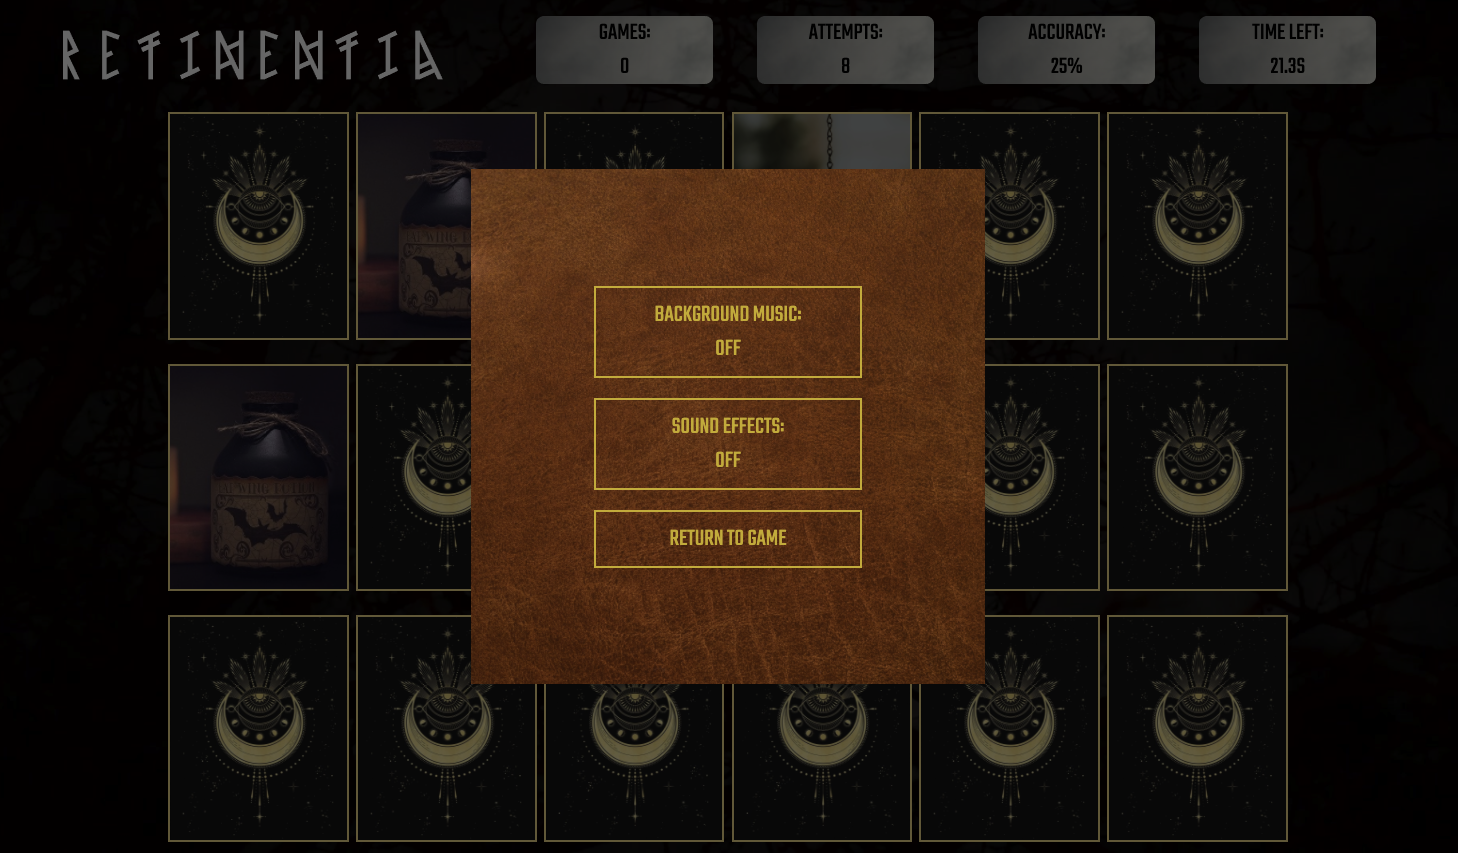 RETINENTIA
GAMES:
0
ATTEMPTS:
8
ACCURACY:
25%
TIME LEFT:
21.3S
BACKGROUND MUSIC:
OFF
SOUND EFFECTS:
OFF
RETURN TO GAME